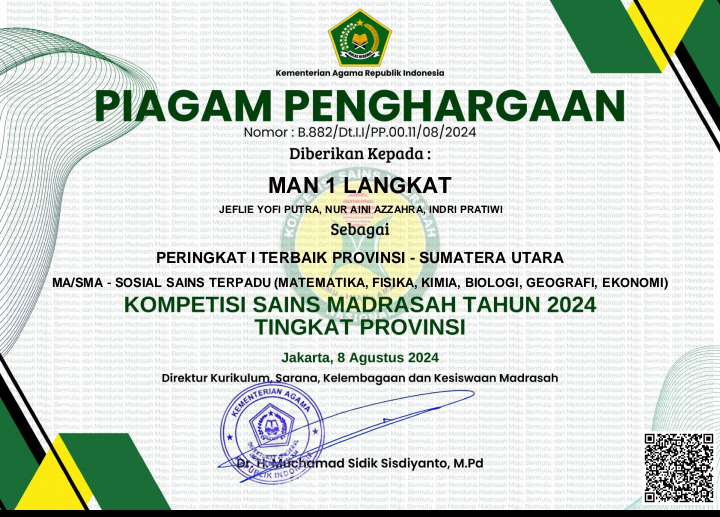 Kementerian Agama Republik Indonesia
PIAGAM PENGHARGAAN
Nomor : B.882/Dt.I.I/PP.00.11/08/2024
Diberikan Kepada :
MAN 1 LANGKAT
JEFLIE YOFI PUTRA, NUR AINI AZZAHRA, INDRI PRATIWI
Sebagai
PERINGKAT I TERBAIK PROVINSI - SUMATERA UTARA
MA/SMA - SOSIAL SAINS TERPADU (MATEMATIKA, FISIKA, KIMIA, BIOLOGI, GEOGRAFI, EKONOMI)
KOMPETISI SAINS MADRASAH TAHUN 2024
TINGKAT PROVINSI
Jakarta, 8 Agustus 2024
Direktur Kurikulum, Sarana, Kelembagaan dan Kesiswaan Madrasah
KEMENTERIAN AGAMA
REPUBLIK INDONESIA
Dr. H. Muchamad Sidik Sisdiyanto, M.Pd